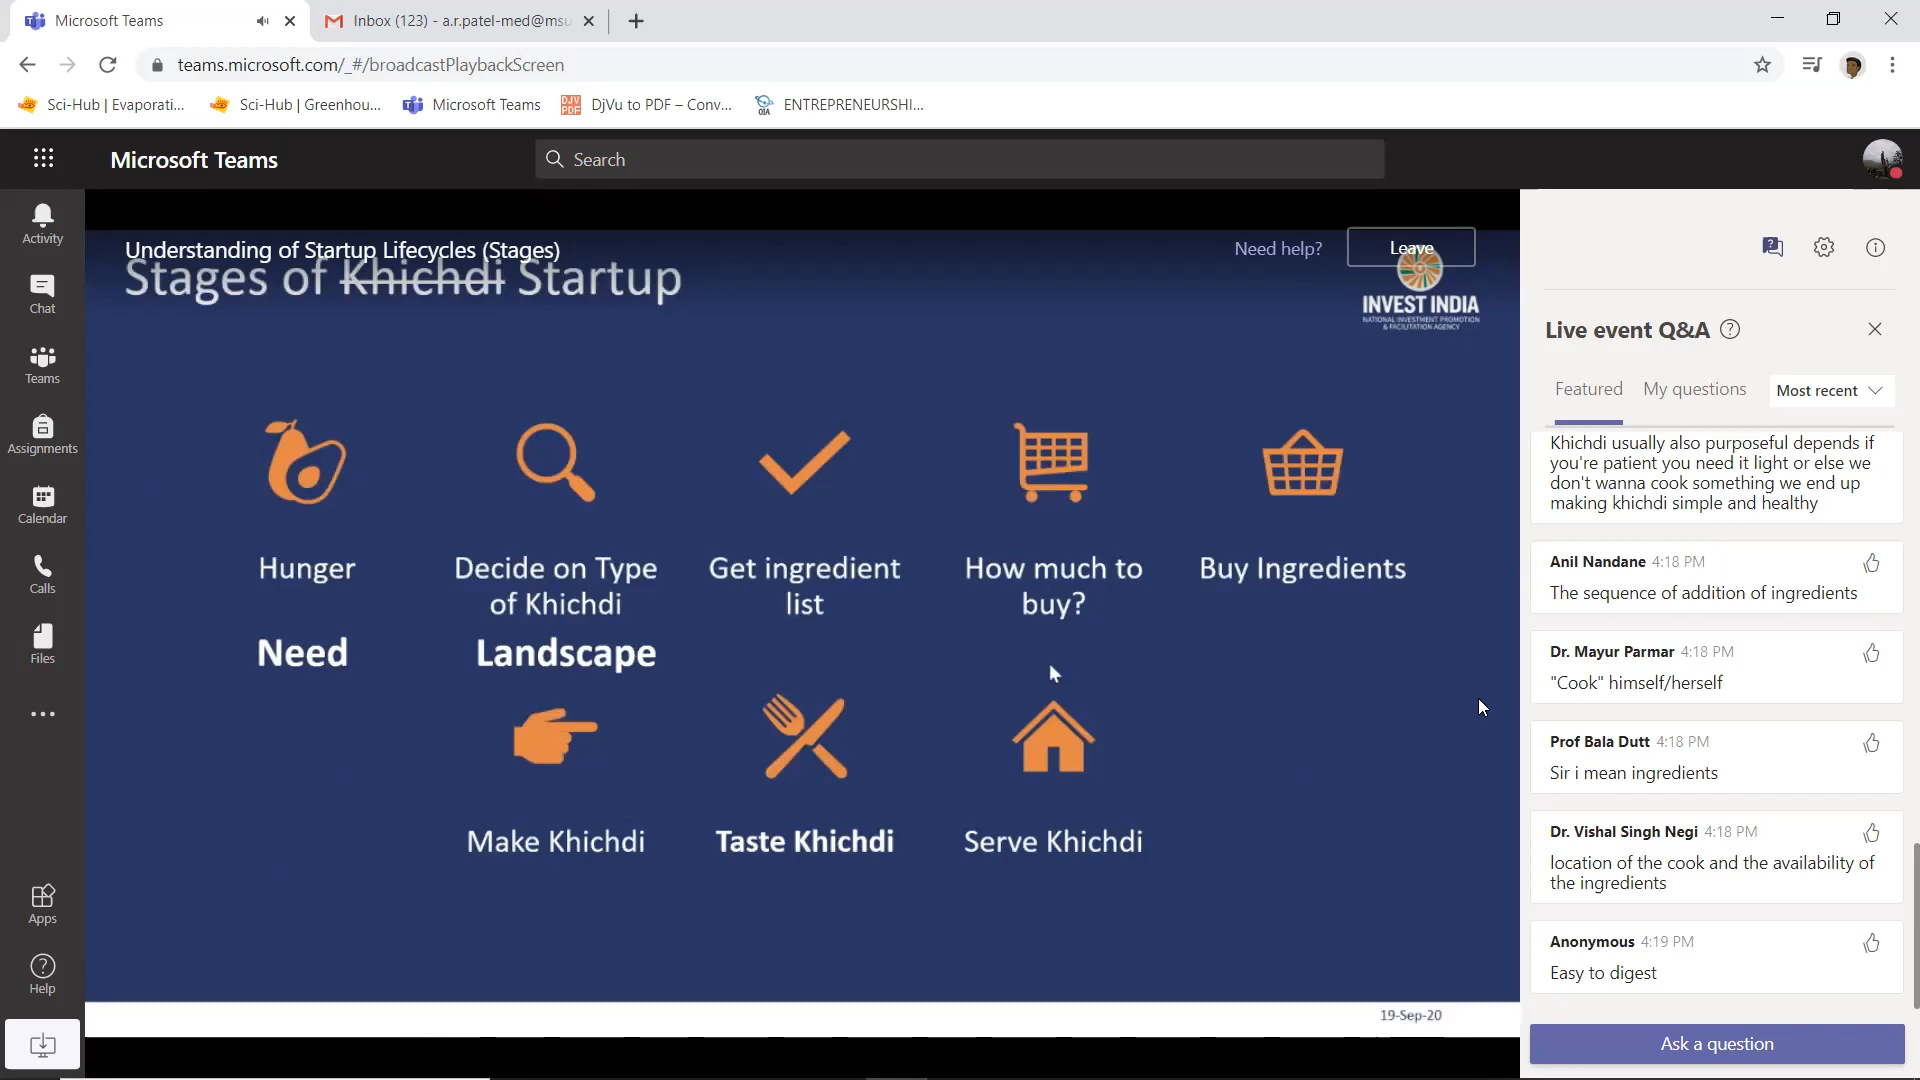 Microsoft Teams
Inbox (123) - a.r.patel-med@msu
teams.microsoft.com/_#/broadcastPlaybackScreen
Sci-Hub | Evaporati...
Sci-Hub | Greenhou...
Microsoft Teams
DJV PDF
DjVu to PDF – Conv...
OIA
ENTREPRENEURSHI...
Microsoft Teams
Search
Activity
Chat
Teams
Assignments
Calendar
Calls
Files
Apps
Help
Understanding of Startup Lifecycles (Stages)
Need help?
Leave
Stages of Khichdi Startup
INVEST INDIA
NATIONAL INVESTMENT PROMOTION
& FACILITATION AGENCY
Hunger
Decide on Type
of Khichdi
Get ingredient
list
How much to
buy?
Buy Ingredients
Need
Landscape
Make Khichdi
Taste Khichdi
Serve Khichdi
19-Sep-20
Live event Q&A
Featured
My questions
Most recent
Khichdi usually also purposeful depends if
you're patient you need it light or else we
don't wanna cook something we end up
making khichdi simple and healthy
Anil Nandane 4:18 PM
The sequence of addition of ingredients
Dr. Mayur Parmar 4:18 PM
"Cook" himself/herself
Prof Bala Dutt 4:18 PM
Sir i mean ingredients
Dr. Vishal Singh Negi 4:18 PM
location of the cook and the availability of
the ingredients
Anonymous 4:19 PM
Easy to digest
Ask a question